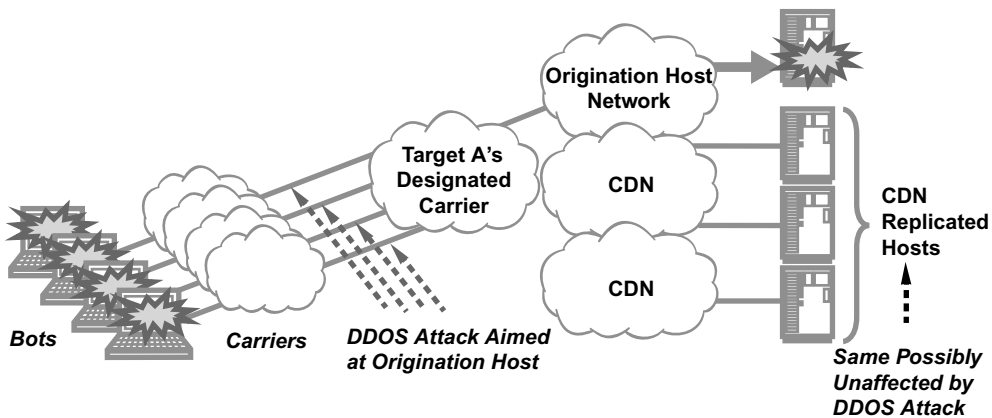 Origination Host
Network
Target A's
Designated
Carrier
CDN
CDN
CDN
Replicated
Hosts
Bots
Carriers
DDOS Attack Aimed
at Origination Host
Same Possibly
Unaffected by
DDOS Attack